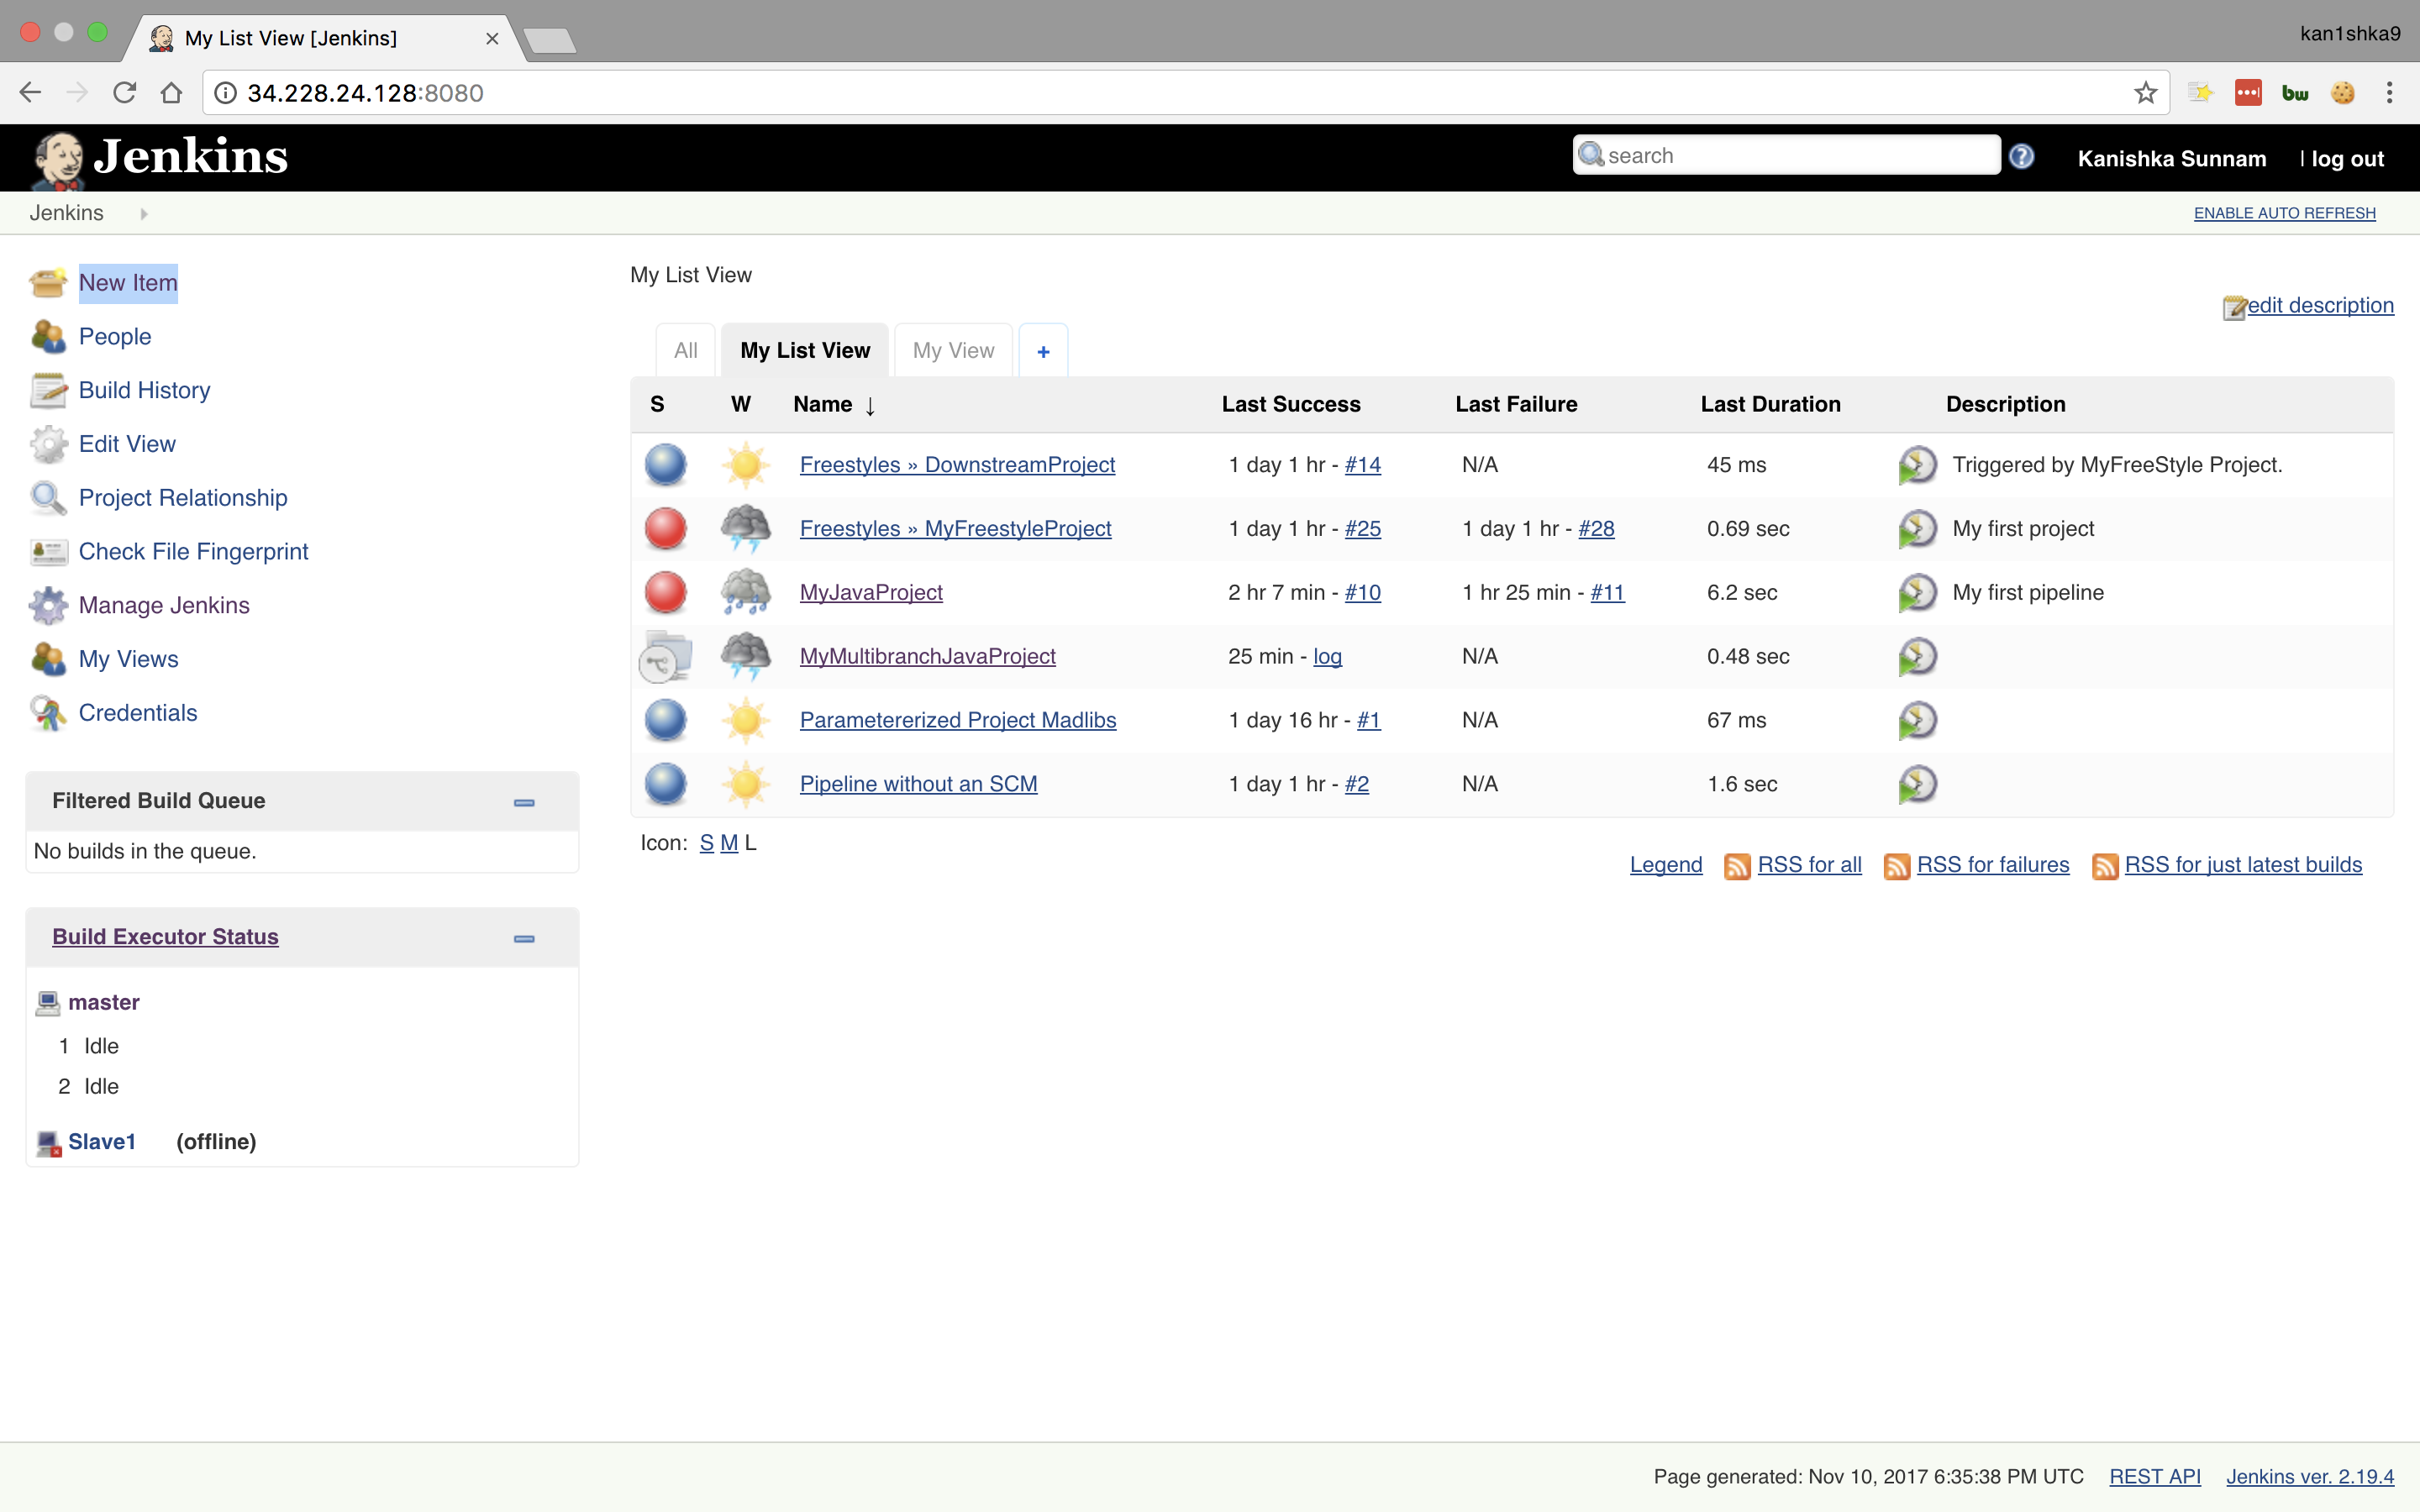 My List View [Jenkins]
kan1shka9
34.228.24.128:8080
bw
Jenkins
search
Kanishka Sunnam | log out
Jenkins
ENABLE AUTO REFRESH
New Item
People
Build History
Edit View
Project Relationship
Check File Fingerprint
Manage Jenkins
My Views
Credentials
Filtered Build Queue
No builds in the queue.
Build Executor Status
master
1 Idle
2 Idle
Slave1 (offline)
My List View
edit description
All My List View My View +
S W Name ↓ Last Success Last Failure Last Duration Description
Freestyles » DownstreamProject 1 day 1 hr - #14 N/A 45 ms Triggered by MyFreeStyle Project.
Freestyles » MyFreestyleProject 1 day 1 hr - #25 1 day 1 hr - #28 0.69 sec My first project
MyJavaProject 2 hr 7 min - #10 1 hr 25 min - #11 6.2 sec My first pipeline
MyMultibranchJavaProject 25 min - log N/A 0.48 sec
Parametererized Project Madlibs 1 day 16 hr - #1 N/A 67 ms
Pipeline without an SCM 1 day 1 hr - #2 N/A 1.6 sec
Icon: S M L
Legend RSS for all RSS for failures RSS for just latest builds
Page generated: Nov 10, 2017 6:35:38 PM UTC REST API Jenkins ver. 2.19.4